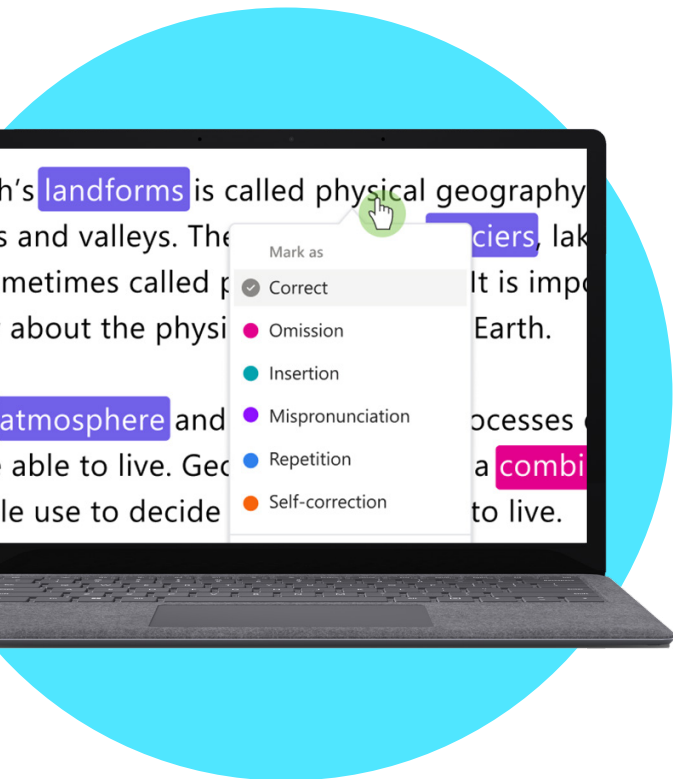 h's landforms is called physical geography
s and valleys. The ciers, lak
metimes called p It is impo
about the physi Earth.
atmosphere and ocesses
able to live. Geo a combi
le use to decide to live.
Mark as
Correct
Omission
Insertion
Mispronunciation
Repetition
Self-correction